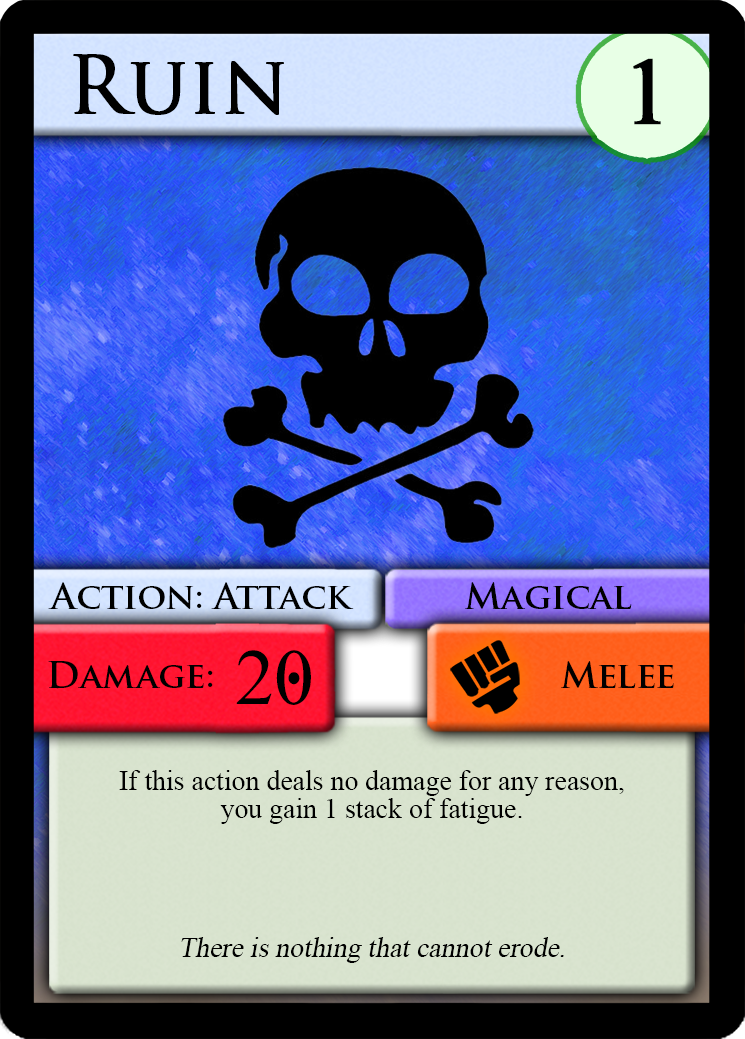 Ruin
1
Action: Attack
Magical
Damage: 20
Melee
If this action deals no damage for any reason,
you gain 1 stack of fatigue.
There is nothing that cannot erode.